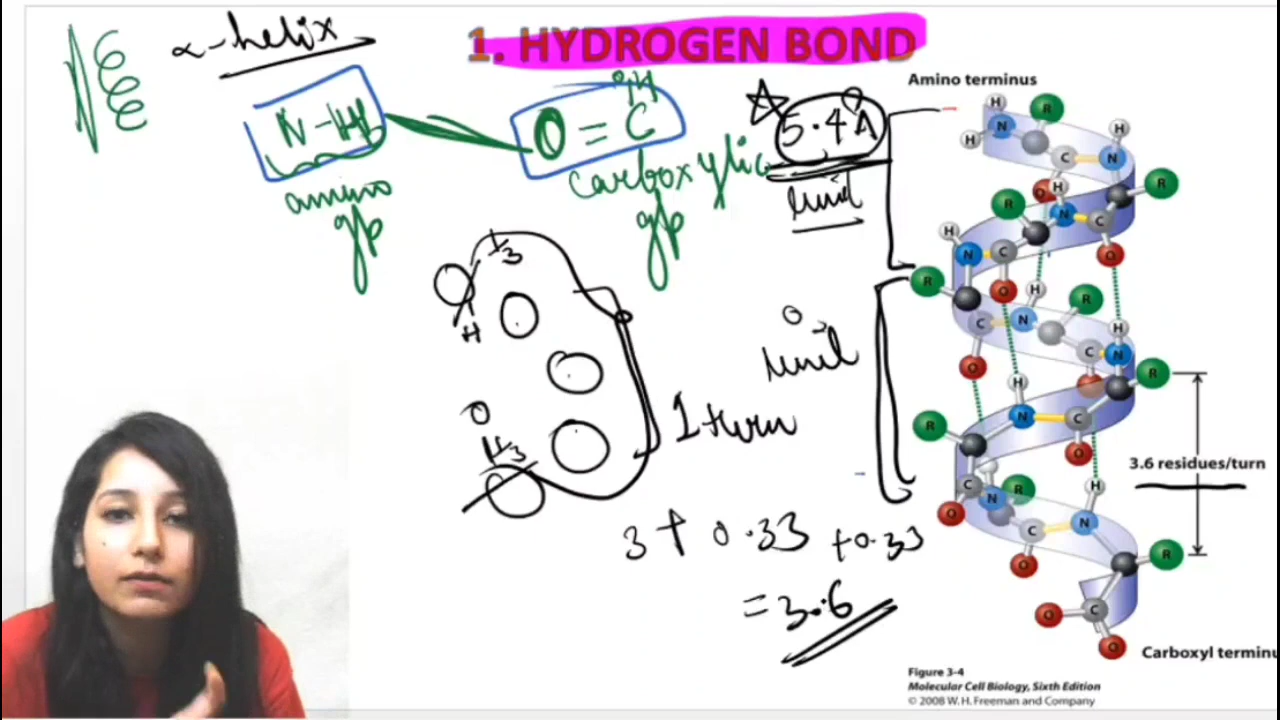 α-helix
1. HYDROGEN BOND
N-H
O = C
OH
amino
gp
carboxylic
gp
5.4 Å
unit
1/3
H
unit
1 turn
1/3
3 + 0.33 + 0.33
= 3.6
Amino terminus
3.6 residues/turn
Carboxyl terminu
Figure 3-4
Molecular Cell Biology, Sixth Edition
© 2008 W. H. Freeman and Company